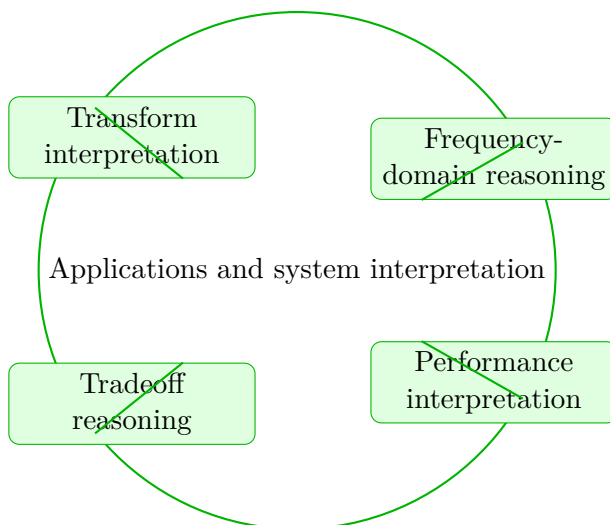 Transform
interpretation
Frequency-
domain reasoning
Applications and system interpretation
Tradeoff
reasoning
Performance
interpretation